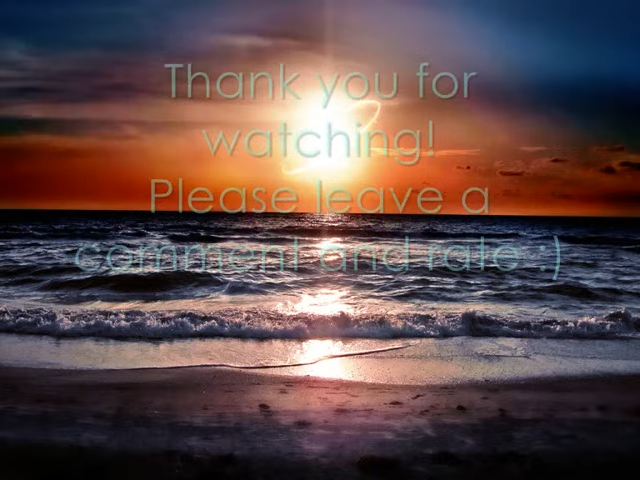 Thank you for
watching!
Please leave a
comment and rate :)